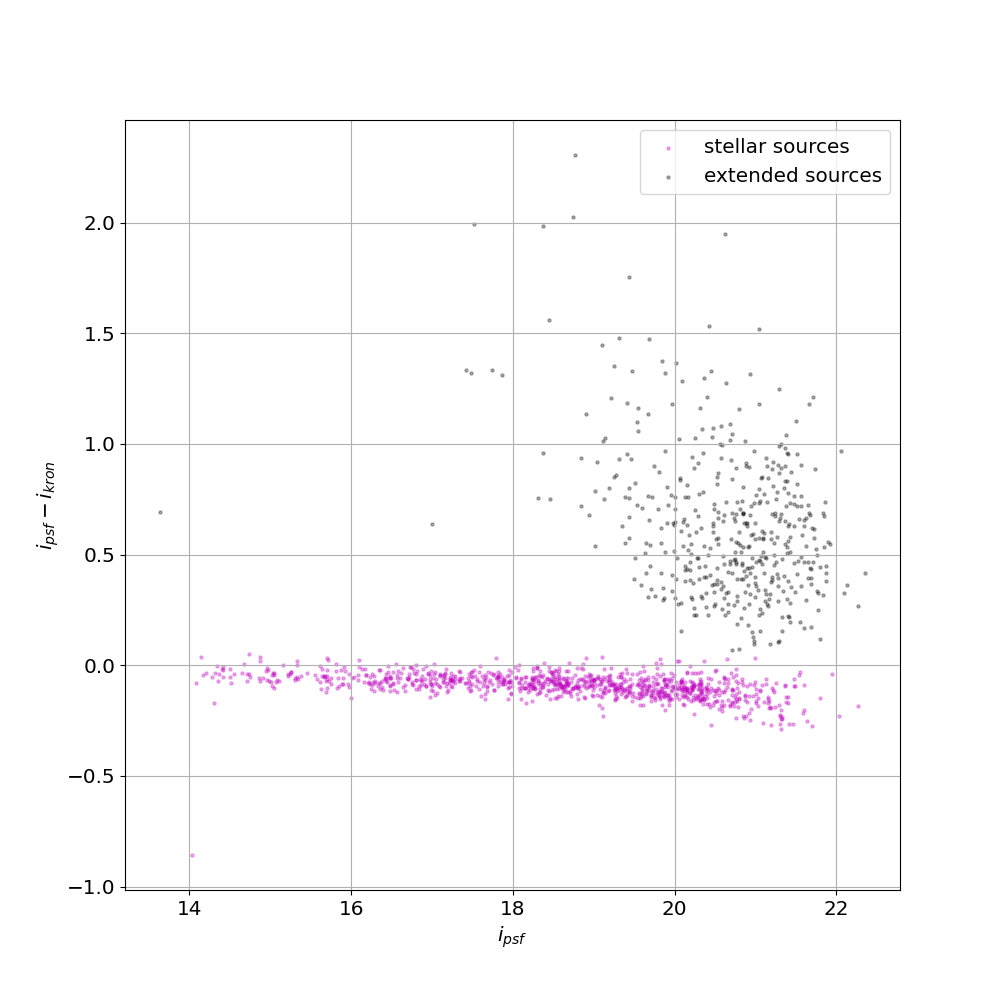 stellar sources
extended sources
2.0
1.5
1.0
0.5
0.0
−0.5
−1.0
i_psf − i_kron
14 16 18 20 22
i_psf